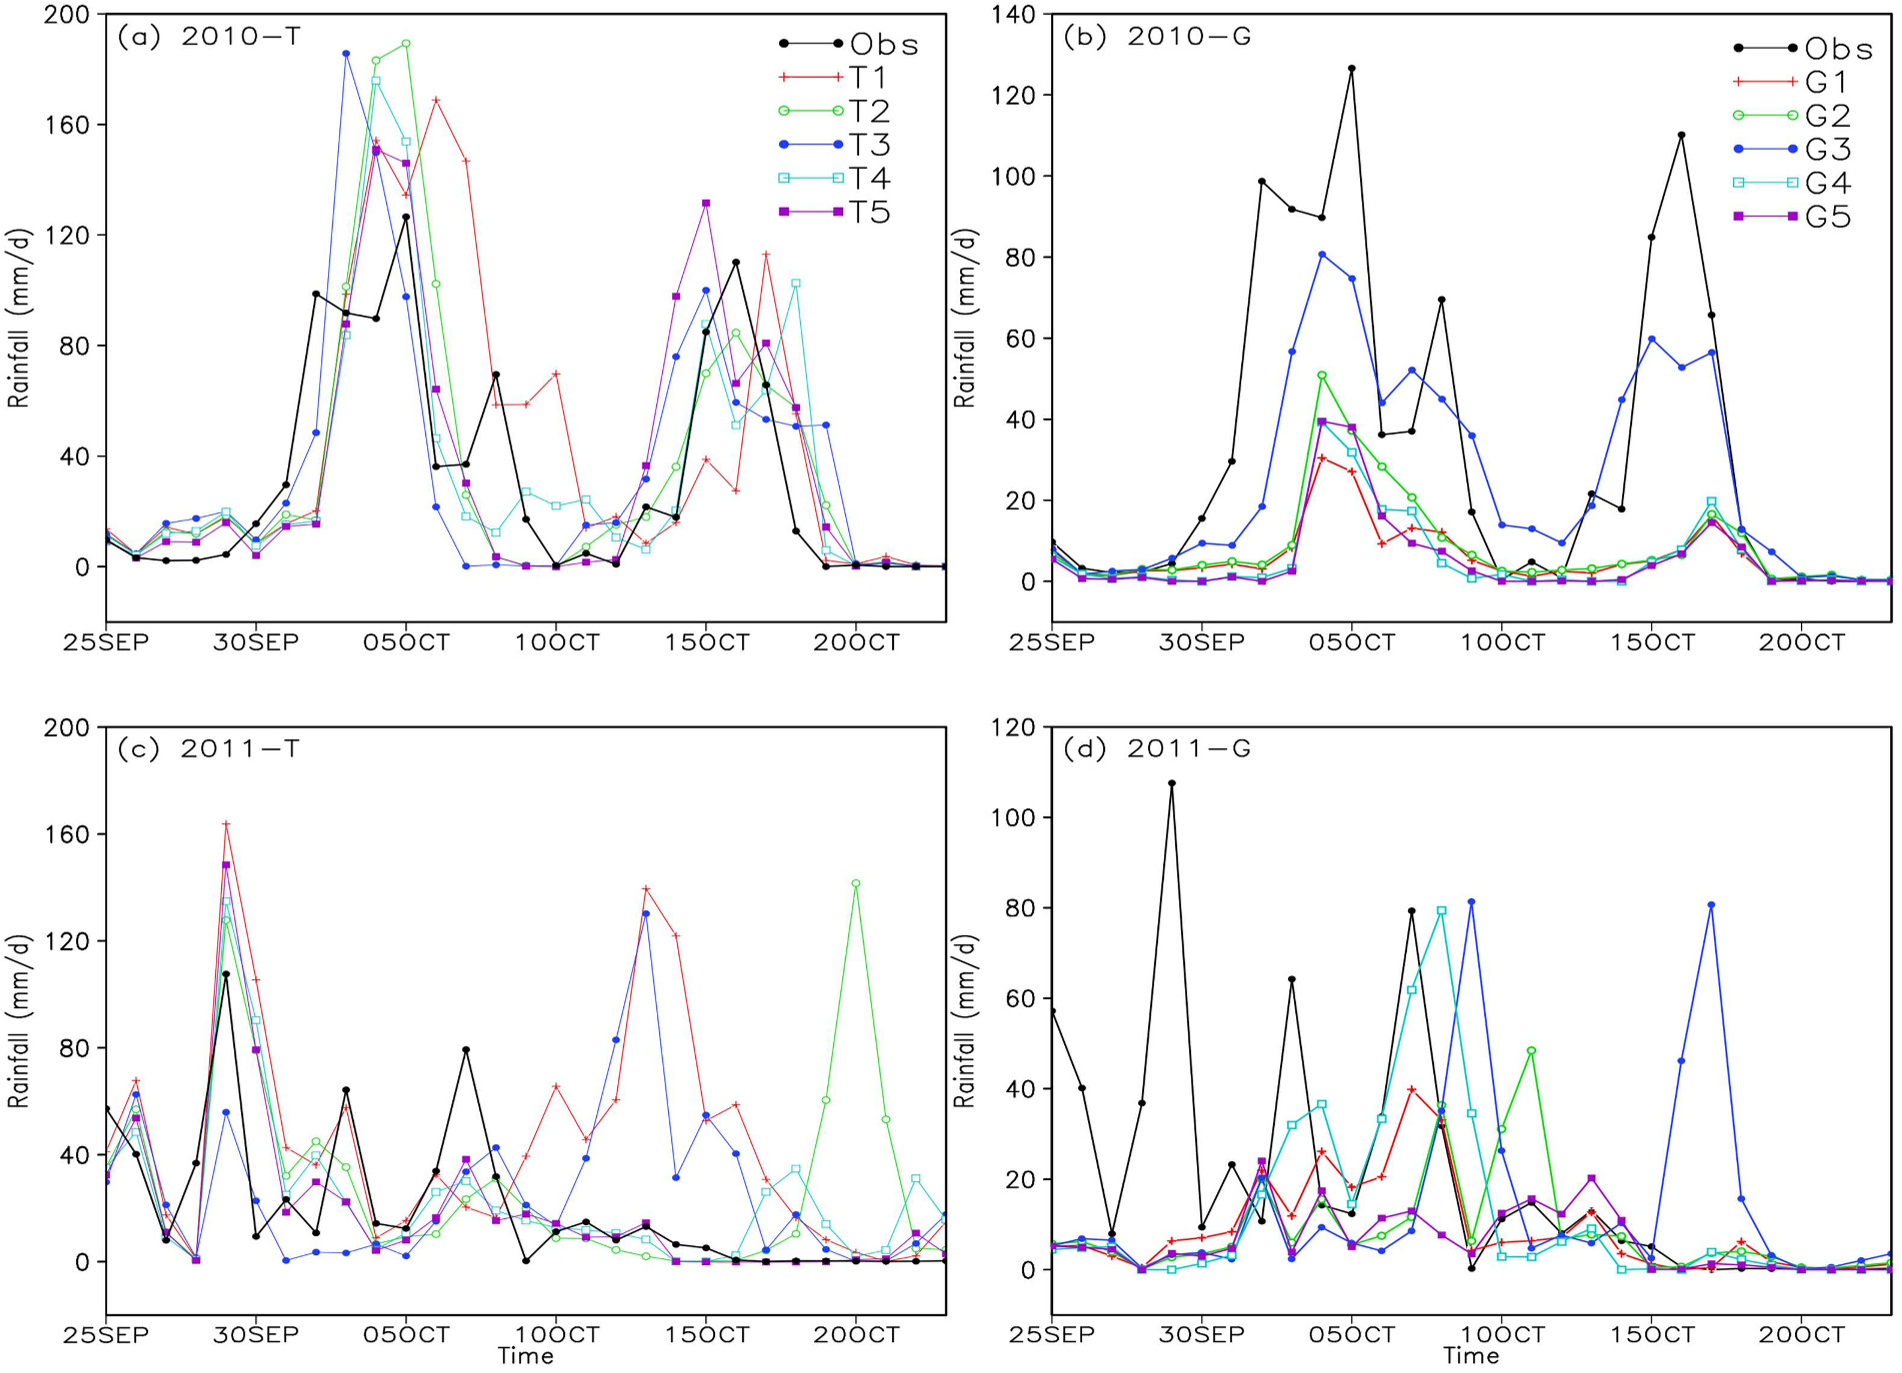 (a) 2010-T
Obs
T1
T2
T3
T4
T5
200
160
120
80
40
0
Rainfall (mm/d)
25SEP 30SEP 05OCT 10OCT 15OCT 20OCT
(b) 2010-G
Obs
G1
G2
G3
G4
G5
140
120
100
80
60
40
20
0
Rainfall (mm/d)
25SEP 30SEP 05OCT 10OCT 15OCT 20OCT
(c) 2011-T
200
160
120
80
40
0
Rainfall (mm/d)
25SEP 30SEP 05OCT 10OCT 15OCT 20OCT
Time
(d) 2011-G
120
100
80
60
40
20
0
Rainfall (mm/d)
25SEP 30SEP 05OCT 10OCT 15OCT 20OCT
Time